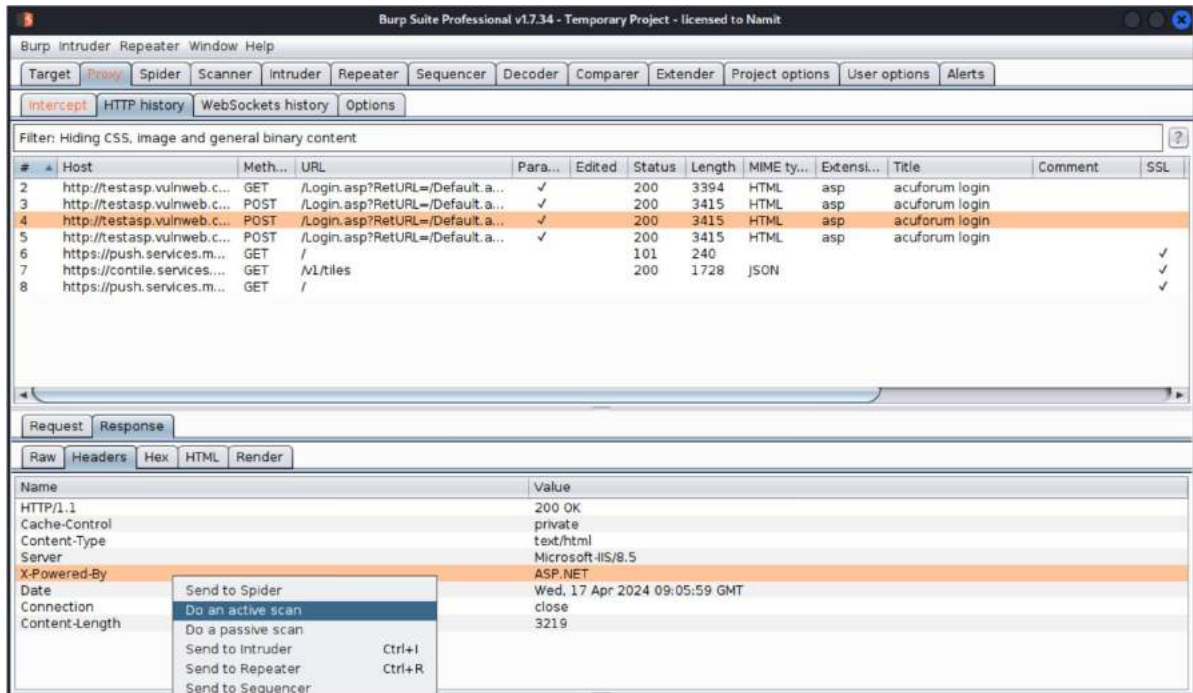 Burp Suite Professional v1.7.34 - Temporary Project - licensed to Namit
Burp Intruder Repeater Window Help
Target Proxy Spider Scanner Intruder Repeater Sequencer Decoder Comparer Extender Project options User options Alerts
Intercept HTTP history WebSockets history Options
Filter: Hiding CSS, image and general binary content ?
# Host Meth... URL Para... Edited Status Length MIME ty... Extensi... Title Comment SSL
2 http://testasp.vulnweb.c... GET /Login.asp?RetURL=/Default.a... ✓ 200 3394 HTML asp acuforum login
3 http://testasp.vulnweb.c... POST /Login.asp?RetURL=/Default.a... ✓ 200 3415 HTML asp acuforum login
4 http://testasp.vulnweb.c... POST /Login.asp?RetURL=/Default.a... ✓ 200 3415 HTML asp acuforum login
5 http://testasp.vulnweb.c... POST /Login.asp?RetURL=/Default.a... ✓ 200 3415 HTML asp acuforum login
6 https://push.services.m... GET / 101 240 ✓
7 https://contile.services.... GET /v1/tiles 200 1728 JSON ✓
8 https://push.services.m... GET / ✓
Request Response
Raw Headers Hex HTML Render
Name Value
HTTP/1.1 200 OK
Cache-Control private
Content-Type text/html
Server Microsoft-IIS/8.5
X-Powered-By ASP.NET
Date Wed, 17 Apr 2024 09:05:59 GMT
Connection close
Content-Length 3219
Send to Spider
Do an active scan
Do a passive scan
Send to Intruder Ctrl+I
Send to Repeater Ctrl+R
Send to Sequencer